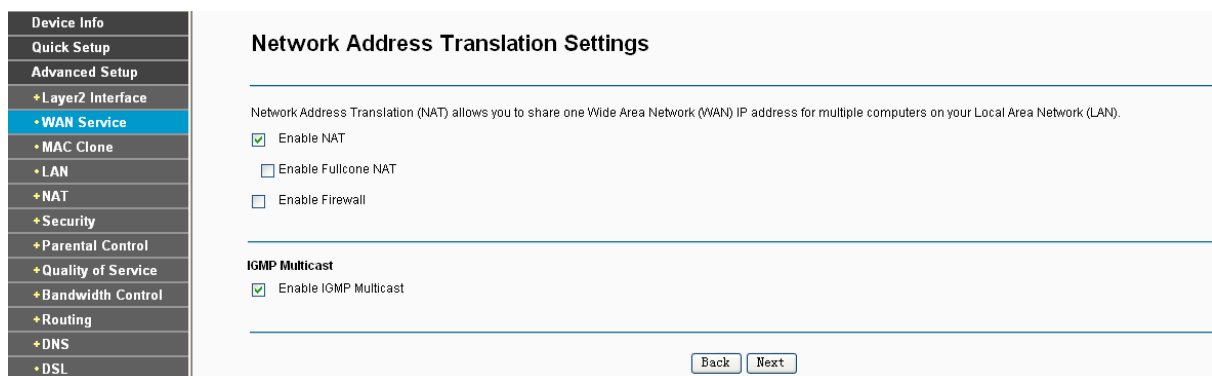 Device Info
Quick Setup
Advanced Setup
+Layer2 Interface
•WAN Service
•MAC Clone
•LAN
+NAT
+Security
+Parental Control
+Quality of Service
+Bandwidth Control
+Routing
+DNS
•DSL
Network Address Translation Settings
Network Address Translation (NAT) allows you to share one Wide Area Network (WAN) IP address for multiple computers on your Local Area Network (LAN).
Enable NAT
Enable Fullcone NAT
Enable Firewall
IGMP Multicast
Enable IGMP Multicast
Back Next